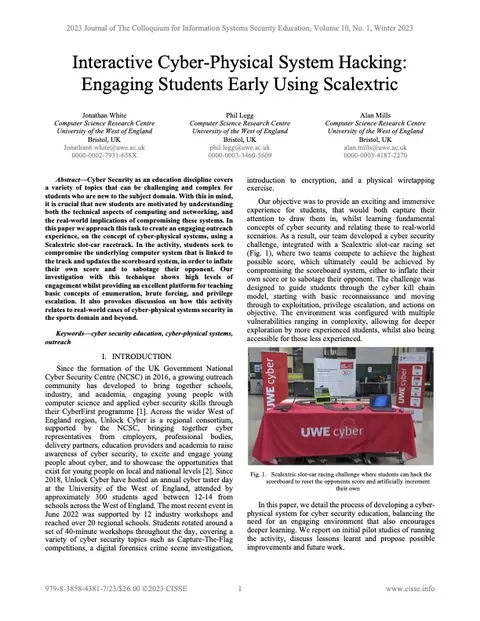 2023 Journal of The Colloquium for Information Systems Security Education, Volume 10, No. 1, Winter 2023
Interactive Cyber-Physical System Hacking:
Engaging Students Early Using Scalextric
Jonathan White
Computer Science Research Centre
University of the West of England
Bristol, UK
Jonathan6.white@uwe.ac.uk
0000-0002-7931-658X
Phil Legg
Computer Science Research Centre
University of the West of England
Bristol, UK
phil.legg@uwe.ac.uk
0000-0003-3460-5609
Alan Mills
Computer Science Research Centre
University of the West of England
Bristol, UK
alan.mills@uwe.ac.uk
0000-0003-4187-2270
Abstract—Cyber Security as an education discipline covers
a variety of topics that can be challenging and complex for
students who are new to the subject domain. With this in mind,
it is crucial that new students are motivated by understanding
both the technical aspects of computing and networking, and
the real-world implications of compromising these systems. In
this paper we approach this task to create an engaging outreach
experience, on the concept of cyber-physical systems, using a
Scalextric slot-car racetrack. In the activity, students seek to
compromise the underlying computer system that is linked to
the track and updates the scoreboard system, in order to inflate
their own score and to sabotage their opponent. Our
investigation with this technique shows high levels of
engagement whilst providing an excellent platform for teaching
basic concepts of enumeration, brute forcing, and privilege
escalation. It also provokes discussion on how this activity
relates to real-world cases of cyber-physical systems security in
the sports domain and beyond.
Keywords—cyber security education, cyber-physical systems,
outreach
I. INTRODUCTION
Since the formation of the UK Government National
Cyber Security Centre (NCSC) in 2016, a growing outreach
community has developed to bring together schools,
industry, and academia, engaging young people with
computer science and applied cyber security skills through
their CyberFirst programme [1]. Across the wider West of
England region, Unlock Cyber is a regional consortium,
supported by the NCSC, bringing together cyber
representatives from employers, professional bodies,
delivery partners, education providers and academia to raise
awareness of cyber security, to excite and engage young
people about cyber, and to showcase the opportunities that
exist for young people on local and national levels [2]. Since
2018, Unlock Cyber have hosted an annual cyber taster day
at the University of the West of England, attended by
approximately 300 students aged between 12-14 from
schools across the West of England. The most recent event in
June 2022 was supported by 12 industry workshops and
reached over 20 regional schools. Students rotated around a
set of 40-minute workshops throughout the day, covering a
variety of cyber security topics such as Capture-The-Flag
competitions, a digital forensics crime scene investigation,
introduction to encryption, and a physical wiretapping
exercise.
Our objective was to provide an exciting and immersive
experience for students, that would both capture their
attention to draw them in, whilst learning fundamental
concepts of cyber security and relating these to real-world
scenarios. As a result, our team developed a cyber security
challenge, integrated with a Scalextric slot-car racing set
(Fig. 1), where two teams compete to achieve the highest
possible score, which ultimately could be achieved by
compromising the scoreboard system, either to inflate their
own score or to sabotage their opponent. The challenge was
designed to guide students through the cyber kill chain
model, starting with basic reconnaissance and moving
through to exploitation, privilege escalation, and actions on
objective. The environment was configured with multiple
vulnerabilities ranging in complexity, allowing for deeper
exploration by more experienced students, whilst also being
accessible for those less experienced.
UWE cyber
Fig. 1. Scalextric slot-car racing challenge where students can hack the
scoreboard to reset the opponents score and artificially increment
their own
In this paper, we detail the process of developing a cyber-
physical system for cyber security education, balancing the
need for an engaging environment that also encourages
deeper learning. We report on initial pilot studies of running
the activity, discuss lessons learnt and propose possible
improvements and future work.
979-8-3858-4381-7/23/$26.00 ©2023 CISSE
1
www.cisse.info